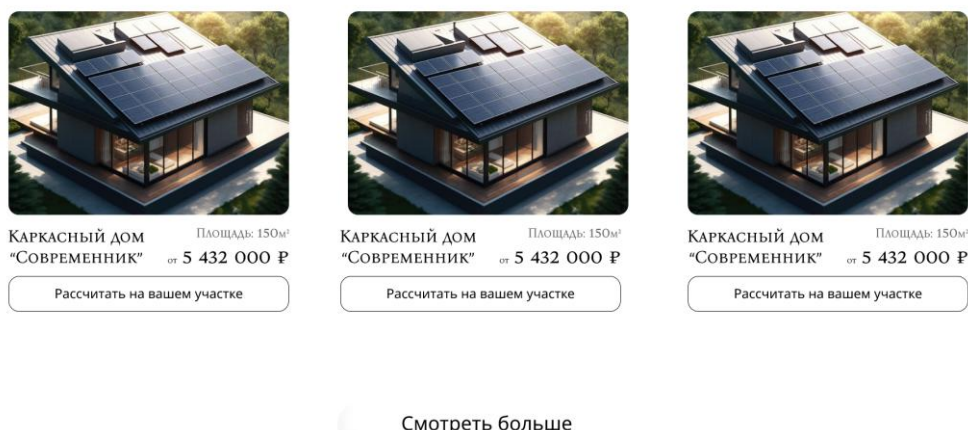 Каркасный дом Площадь: 150м²
“Современник” от 5 432 000 ₽
Рассчитать на вашем участке
Каркасный дом Площадь: 150м²
“Современник” от 5 432 000 ₽
Рассчитать на вашем участке
Каркасный дом Площадь: 150м²
“Современник” от 5 432 000 ₽
Рассчитать на вашем участке
Смотреть больше